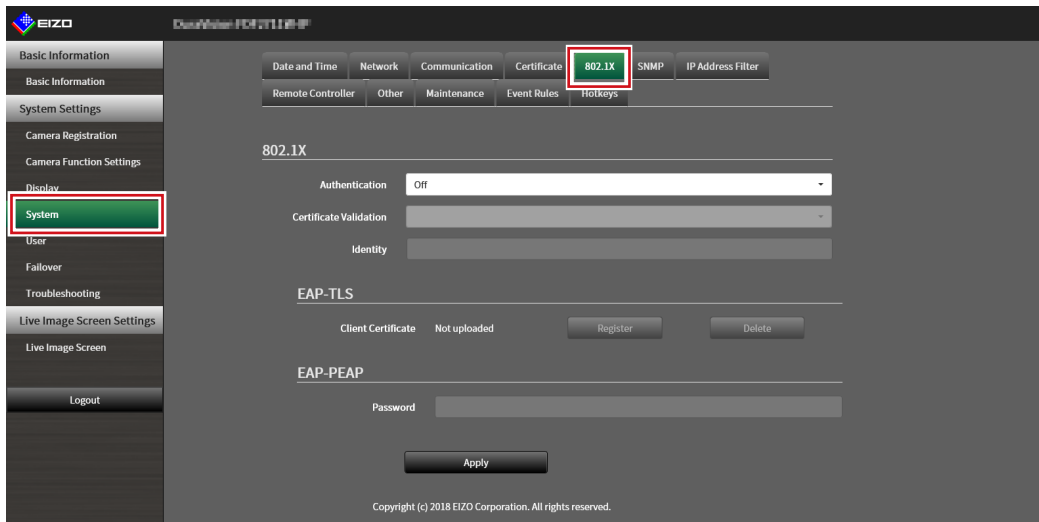 EIZO
Basic Information
Basic Information
System Settings
Camera Registration
Camera Function Settings
Display
System
User
Failover
Troubleshooting
Live Image Screen Settings
Live Image Screen
Logout
Date and Time Network Communication Certificate 802.1X SNMP IP Address Filter
Remote Controller Other Maintenance Event Rules Hotkeys
802.1X
Authentication Off
Certificate Validation
Identity
EAP-TLS
Client Certificate Not uploaded Register Delete
EAP-PEAP
Password
Apply
Copyright (c) 2018 EIZO Corporation. All rights reserved.